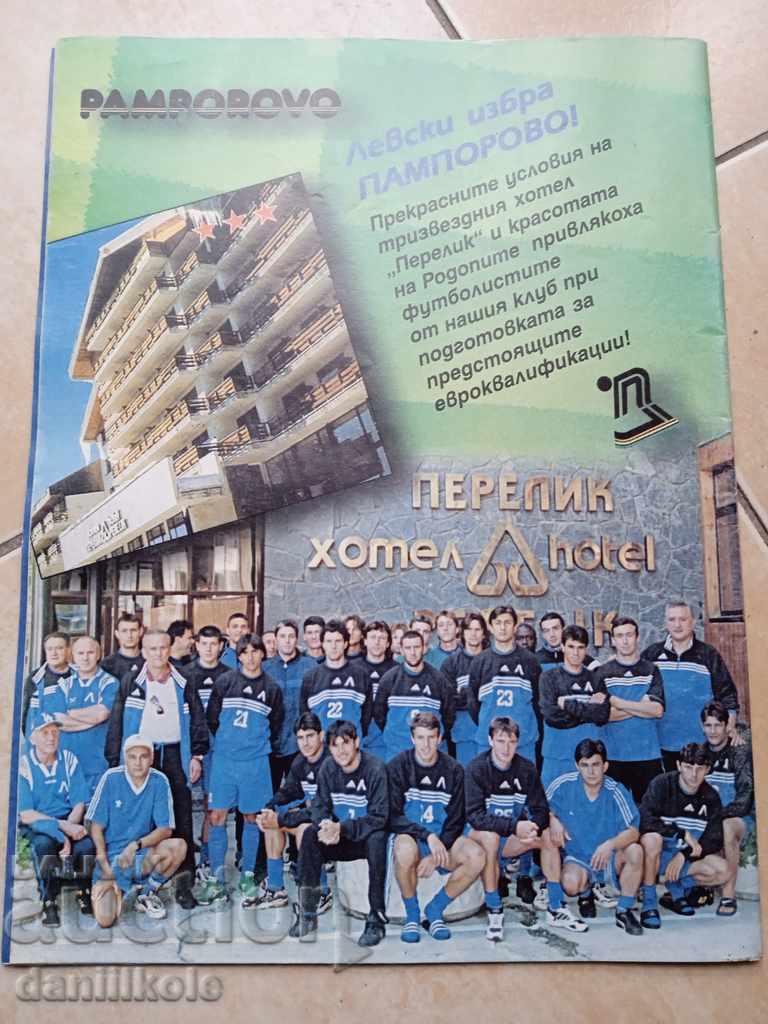 PAMPOROVO
Левски избра
ПАМПОРОВО!
Прекрасните условия на
тризвездния хотел
„Перелик“ и красотата
на Родопите привлякоха
футболистите
от нашия клуб при
подготовката за
предстоящите
евроквалификации!
ПЕРЕЛИК
хотел hotel
21
22
23
4
auction
daniilkole